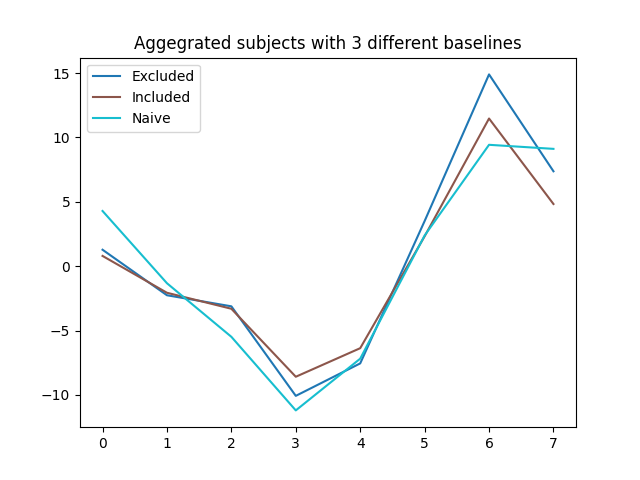 Aggegrated subjects with 3 different baselines
Excluded
Included
Naive
15
10
5
0
−5
−10
0 1 2 3 4 5 6 7